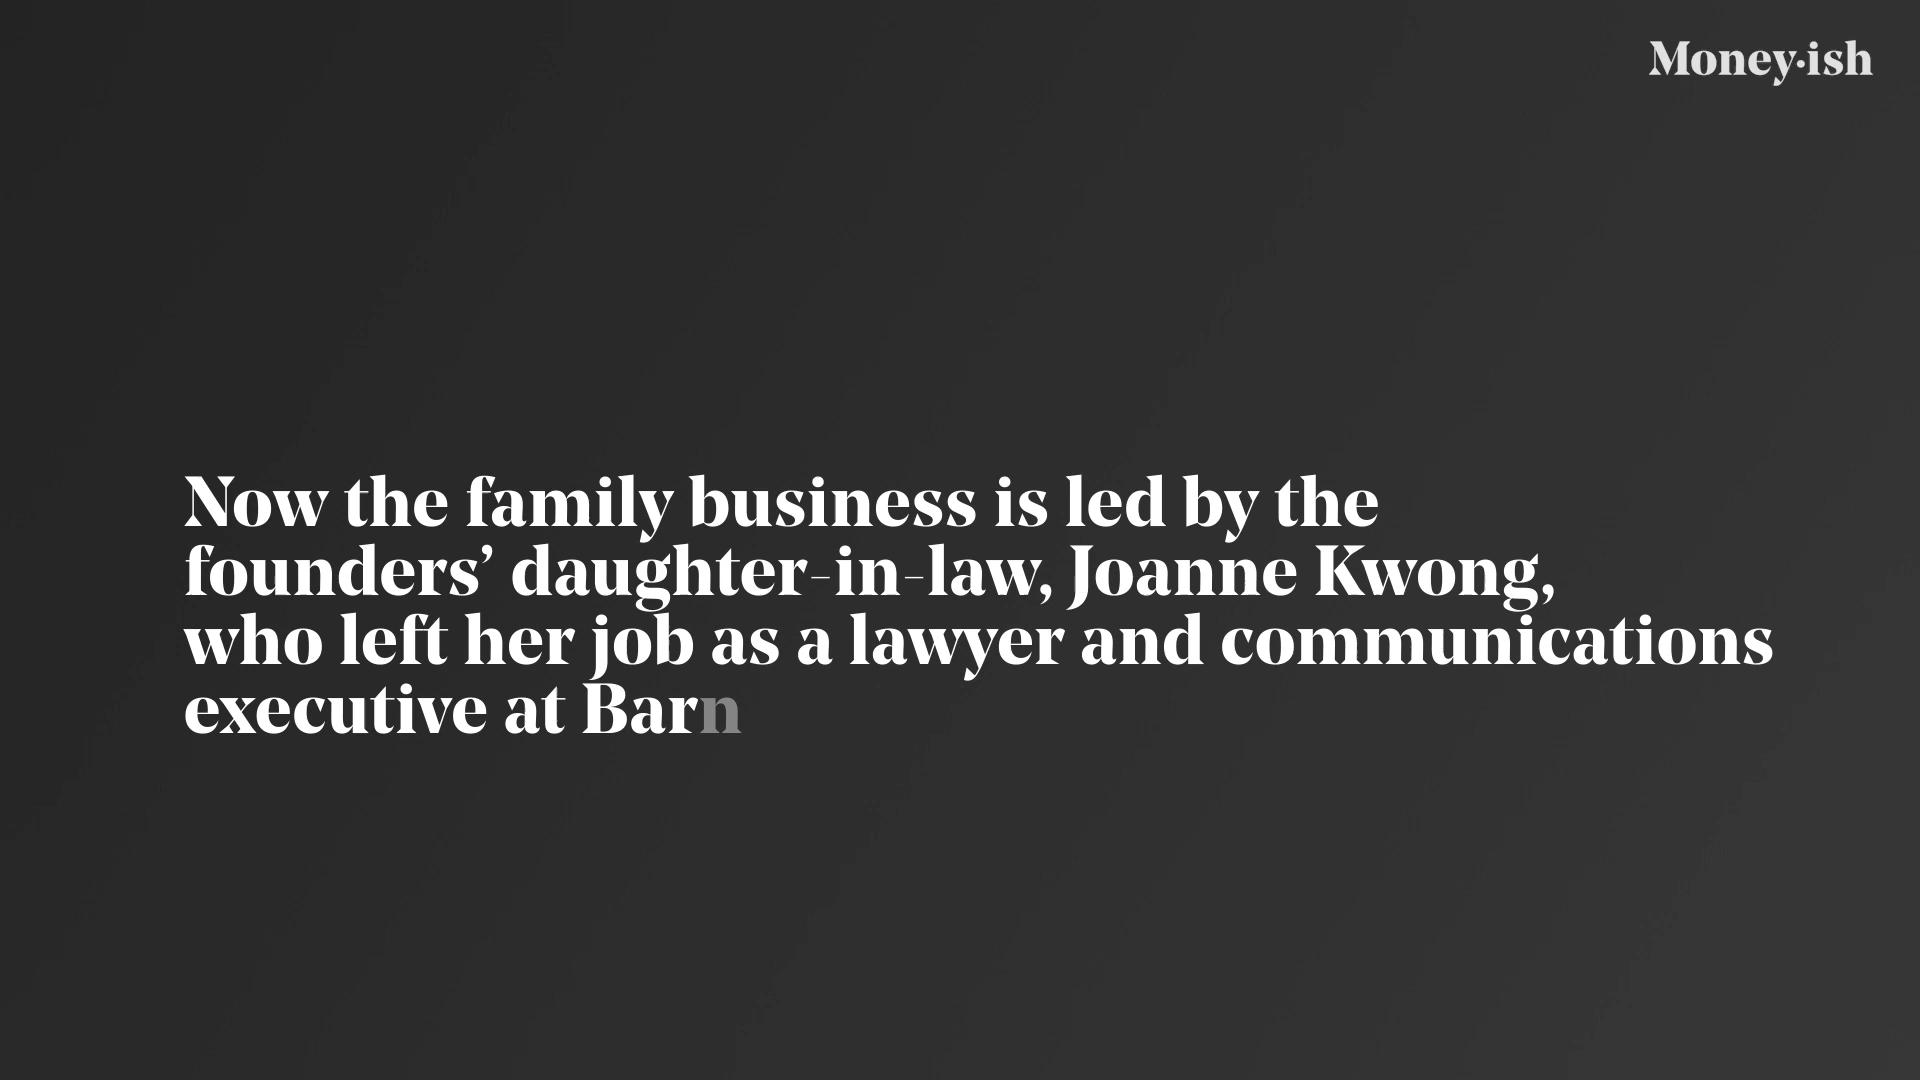 Money·ish
Now the family business is led by the
founders’ daughter-in-law, Joanne Kwong,
who left her job as a lawyer and communications
executive at Barn